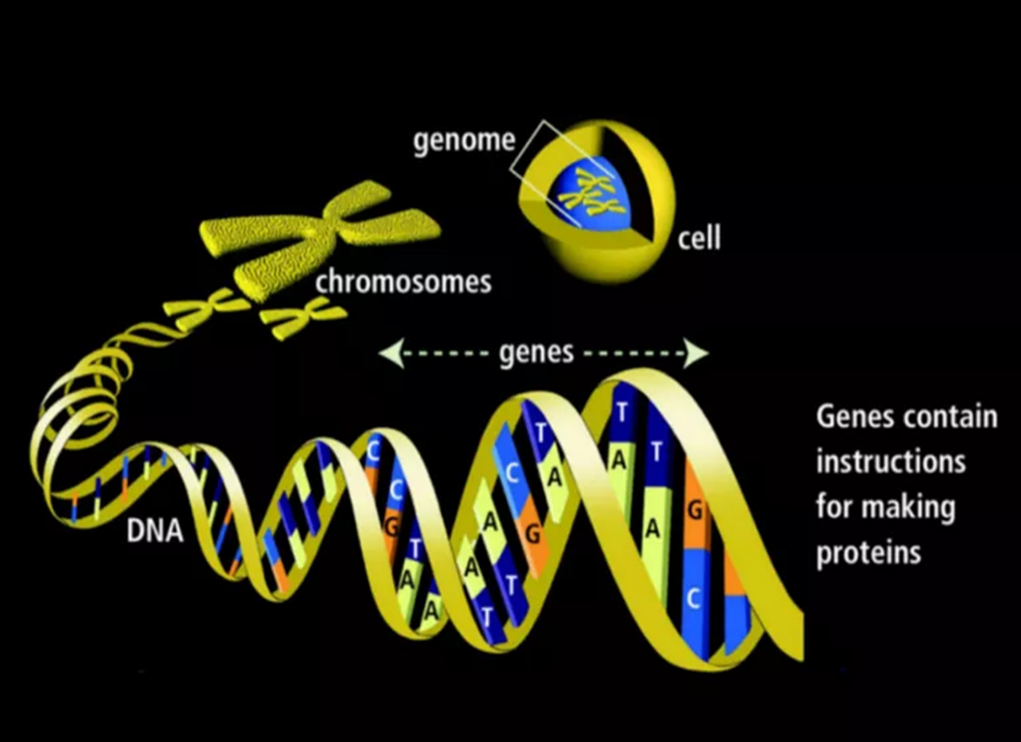 genome
cell
chromosomes
genes
Genes contain
instructions
for making
proteins
DNA
T
T
C
T
A
C
C
A
A
G
G
A
G
T
A
A
A
T
A
T
C